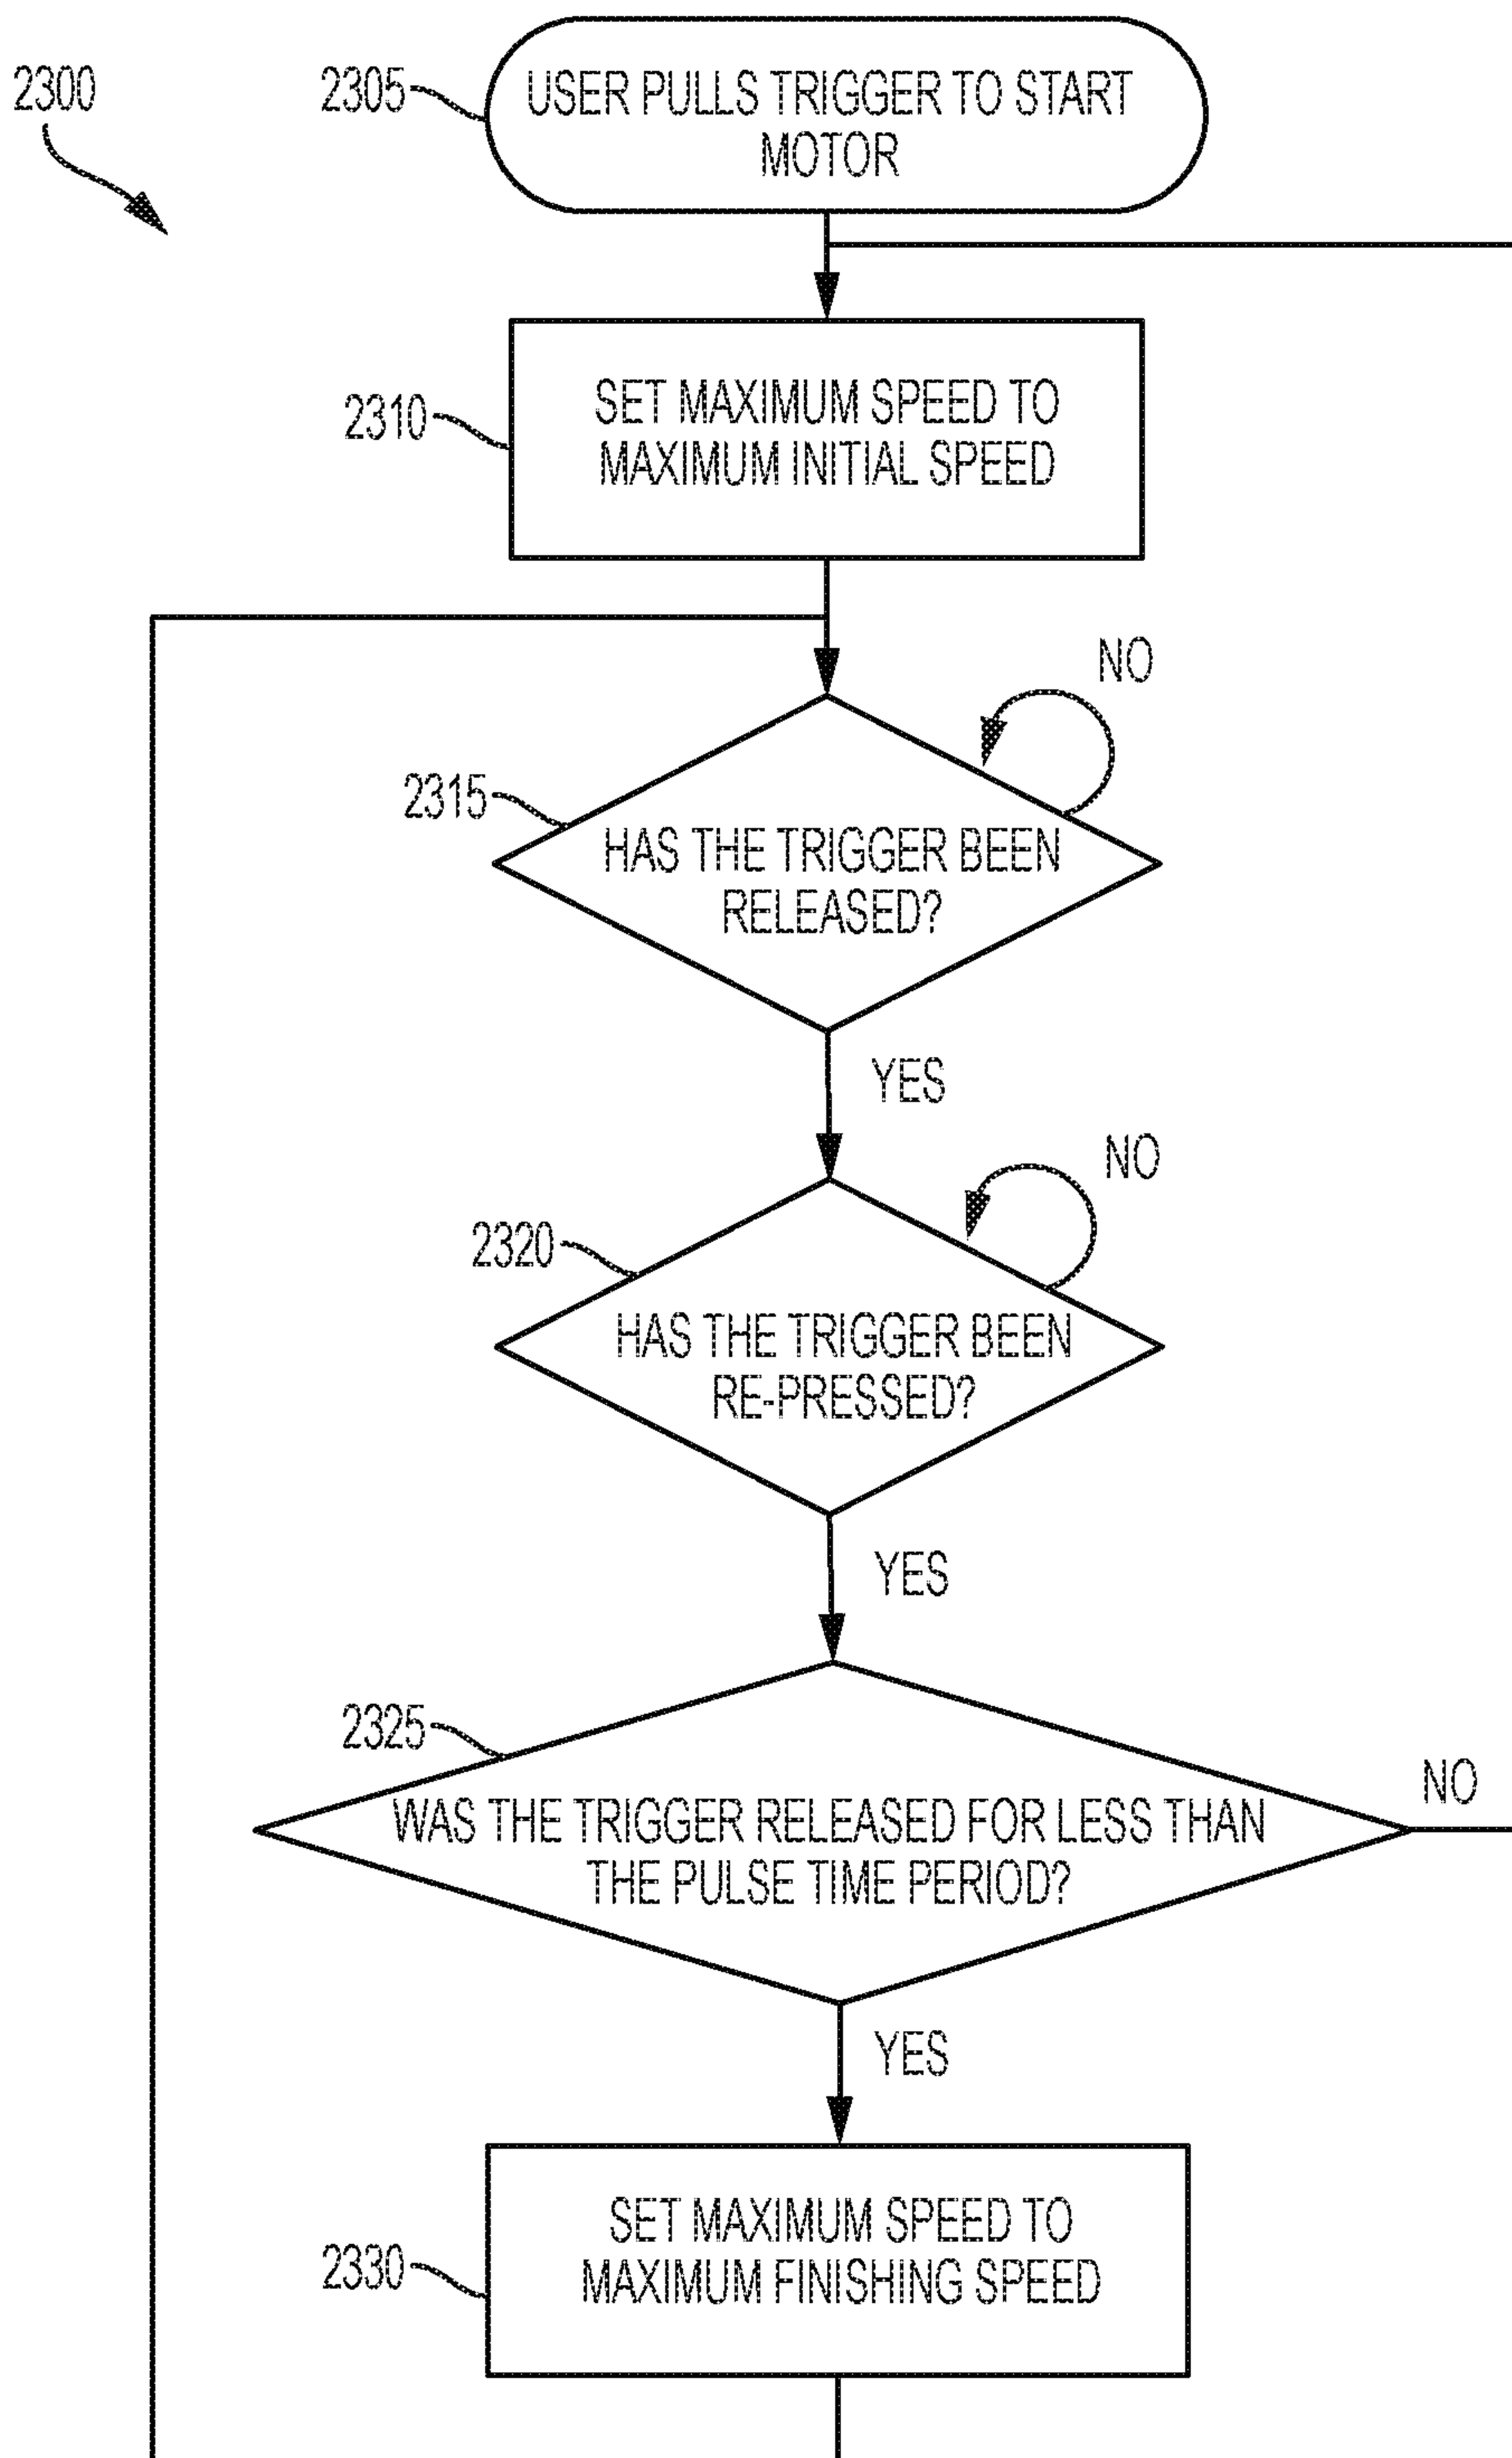 2300
2305
USER PULLS TRIGGER TO START
MOTOR
2310
SET MAXIMUM SPEED TO
MAXIMUM INITIAL SPEED
NO
2315
HAS THE TRIGGER BEEN
RELEASED?
YES
NO
2320
HAS THE TRIGGER BEEN
RE-PRESSED?
YES
2325
NO
WAS THE TRIGGER RELEASED FOR LESS THAN
THE PULSE TIME PERIOD?
YES
2330
SET MAXIMUM SPEED TO
MAXIMUM FINISHING SPEED